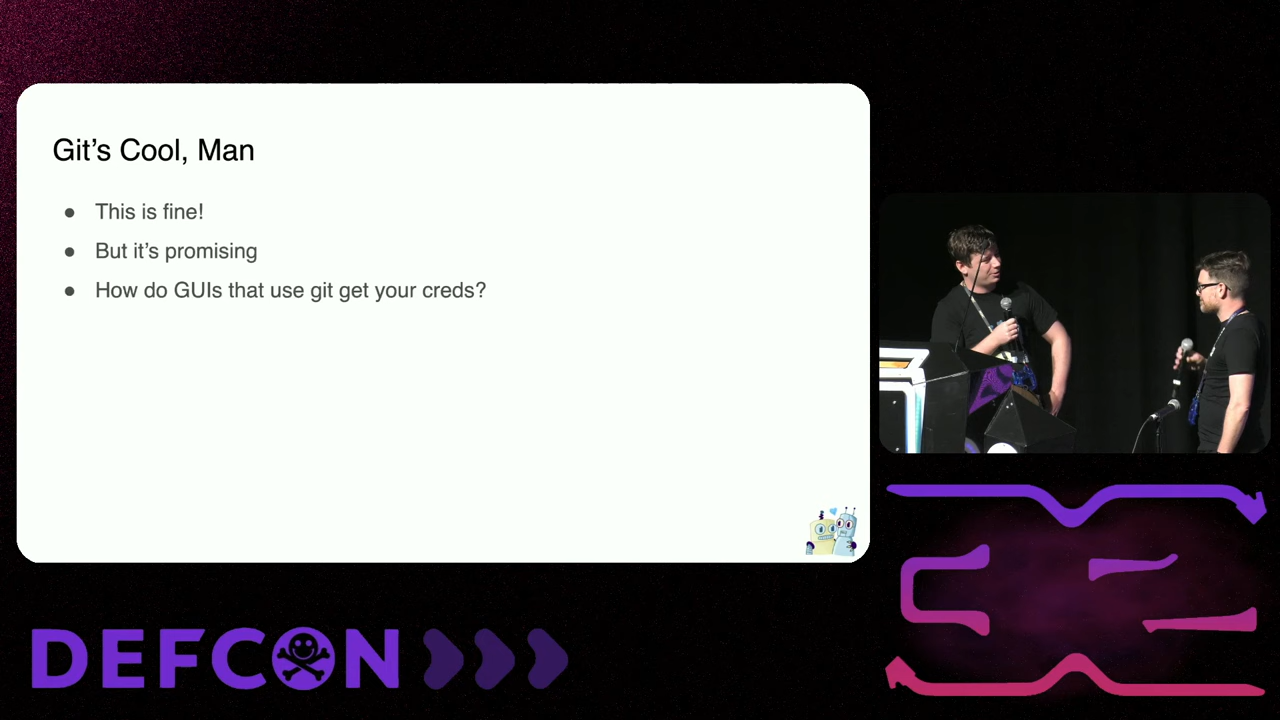 Git’s Cool, Man
● This is fine!
● But it’s promising
● How do GUIs that use git get your creds?
DEFCON